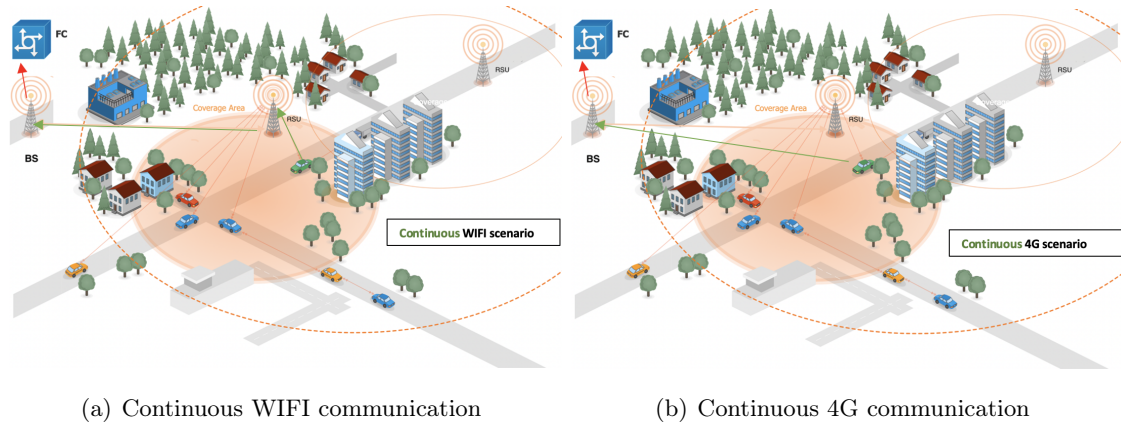 FC
BS
Coverage Area
RSU
RSU
Coverage
Continuous WIFI scenario
(a) Continuous WIFI communication
FC
BS
Coverage Area
RSU
RSU
Continuous 4G scenario
(b) Continuous 4G communication